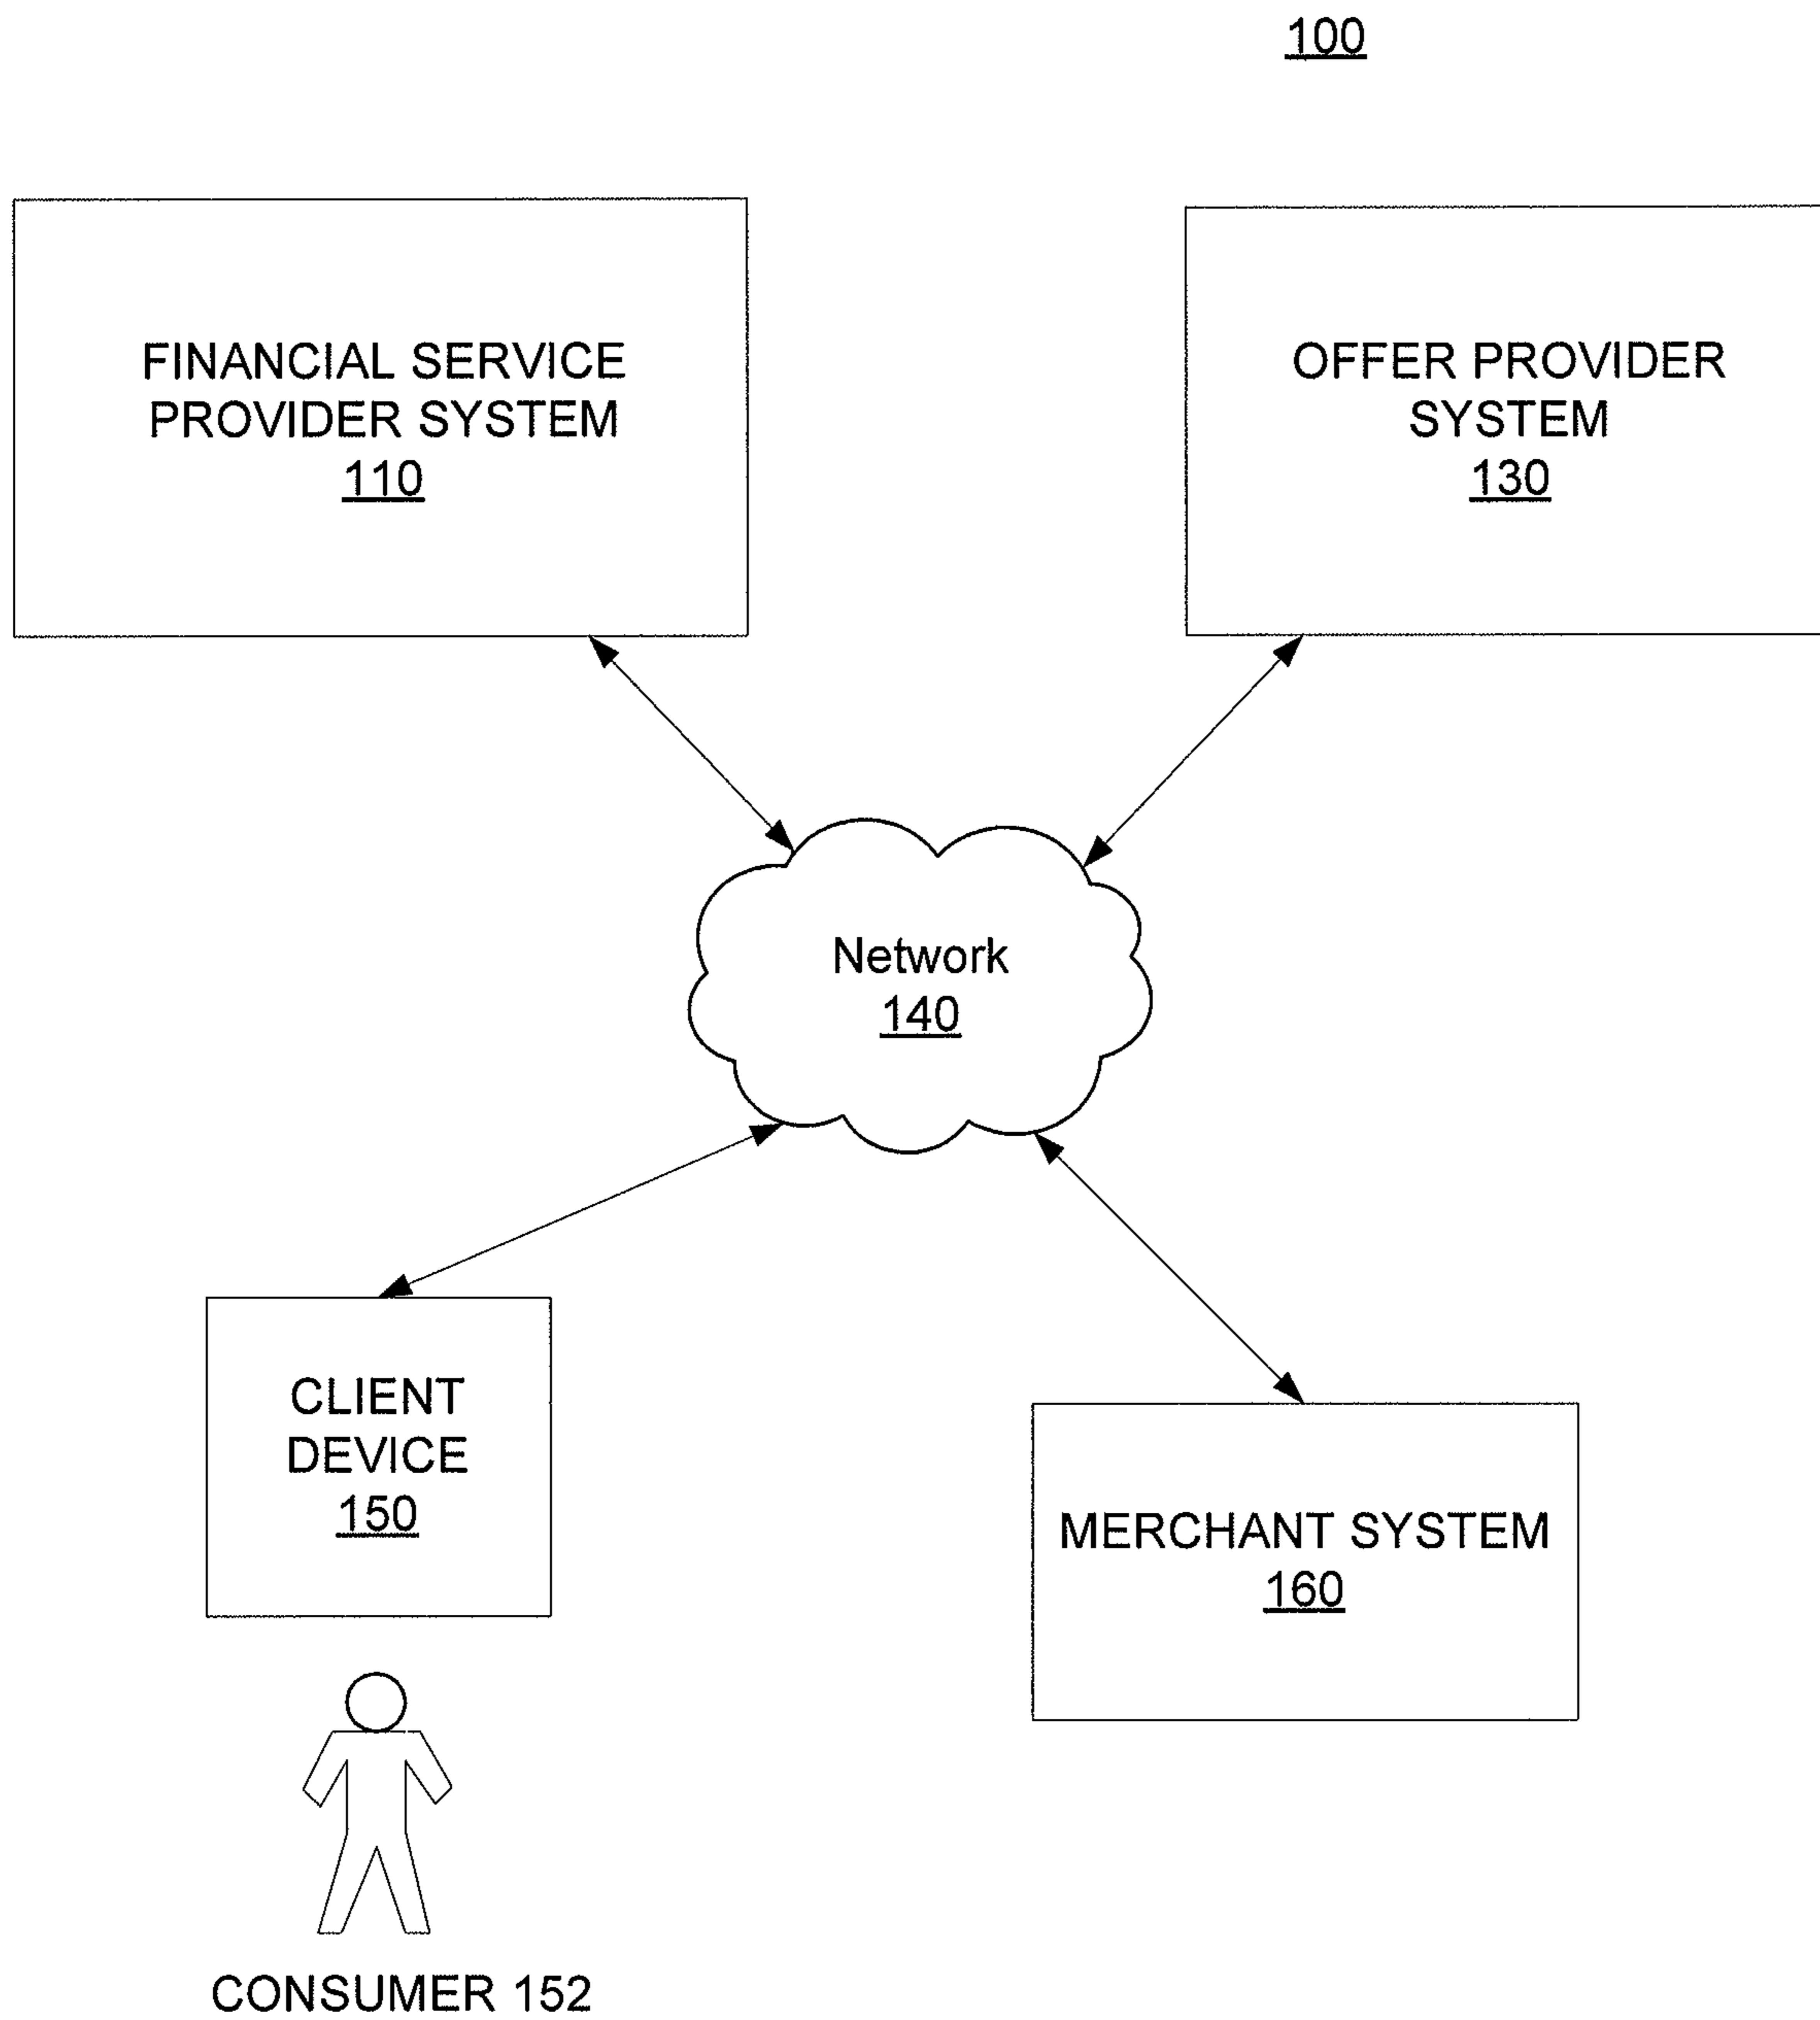 100
FINANCIAL SERVICE
PROVIDER SYSTEM
110
OFFER PROVIDER
SYSTEM
130
Network
140
CLIENT
DEVICE
150
MERCHANT SYSTEM
160
CONSUMER 152